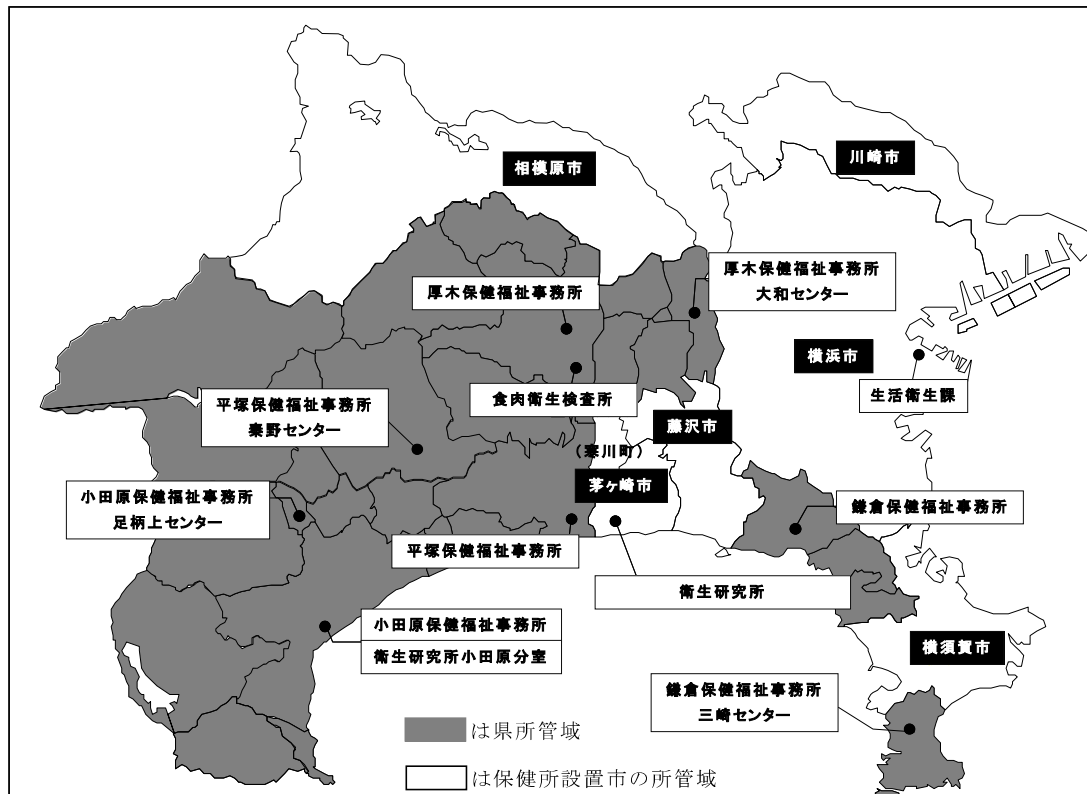 相模原市
川崎市
厚木保健福祉事務所
大和センター
厚木保健福祉事務所
横浜市
生活衛生課
食肉衛生検査所
平塚保健福祉事務所
秦野センター
藤沢市
(寒川町)
茅ヶ崎市
小田原保健福祉事務所
足柄上センター
鎌倉保健福祉事務所
平塚保健福祉事務所
衛生研究所
小田原保健福祉事務所
衛生研究所小田原分室
横須賀市
鎌倉保健福祉事務所
三崎センター
は県所管域
は保健所設置市の所管域